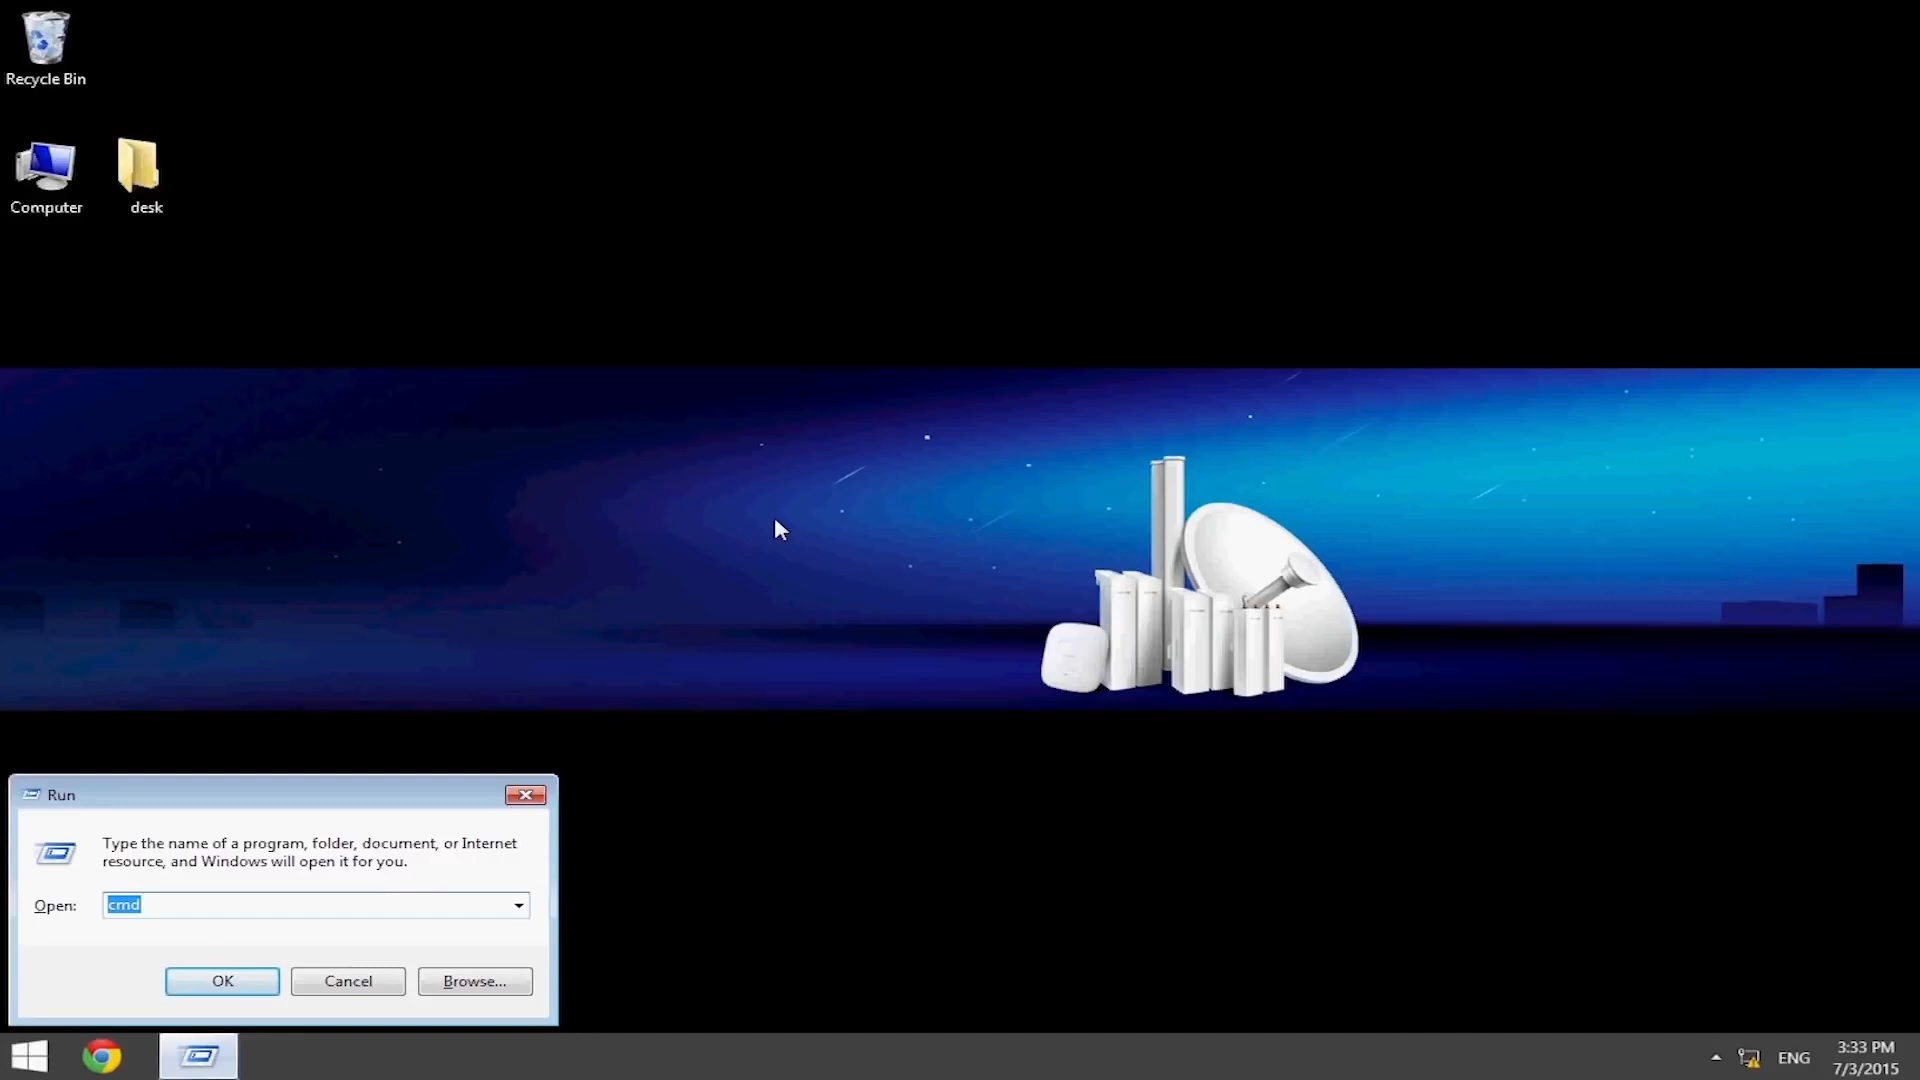 Recycle Bin
Computer
desk
Run
Type the name of a program, folder, document, or Internet
resource, and Windows will open it for you.
Open:
cmd
OK
Cancel
Browse...
ENG
3:33 PM
7/3/2015